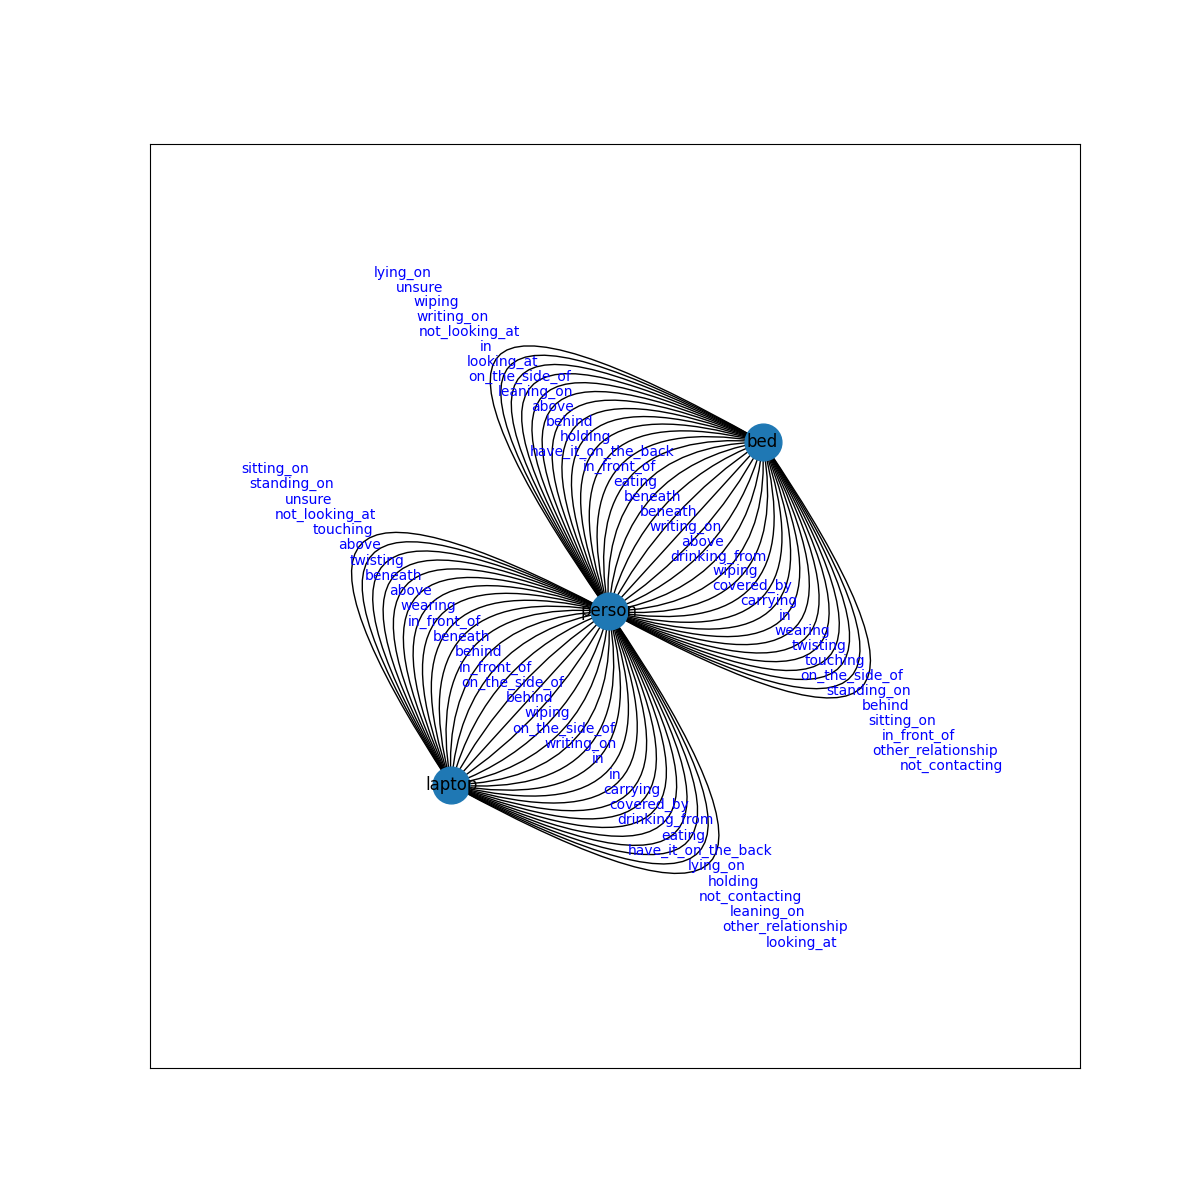 lying_on
unsure
wiping
writing_on
not_looking_at
in
looking_at
on_the_side_of
leaning_on
above
behind
holding
have_it_on_the_back
in_front_of
eating
beneath
beneath
writing_on
above
drinking_from
wiping
covered_by
carrying
in
wearing
twisting
touching
on_the_side_of
standing_on
behind
sitting_on
in_front_of
other_relationship
not_contacting
bed
person
laptop
sitting_on
standing_on
unsure
not_looking_at
touching
above
twisting
beneath
above
wearing
in_front_of
beneath
behind
in_front_of
on_the_side_of
behind
wiping
on_the_side_of
writing_on
in
in
carrying
covered_by
drinking_from
eating
have_it_on_the_back
lying_on
holding
not_contacting
leaning_on
other_relationship
looking_at